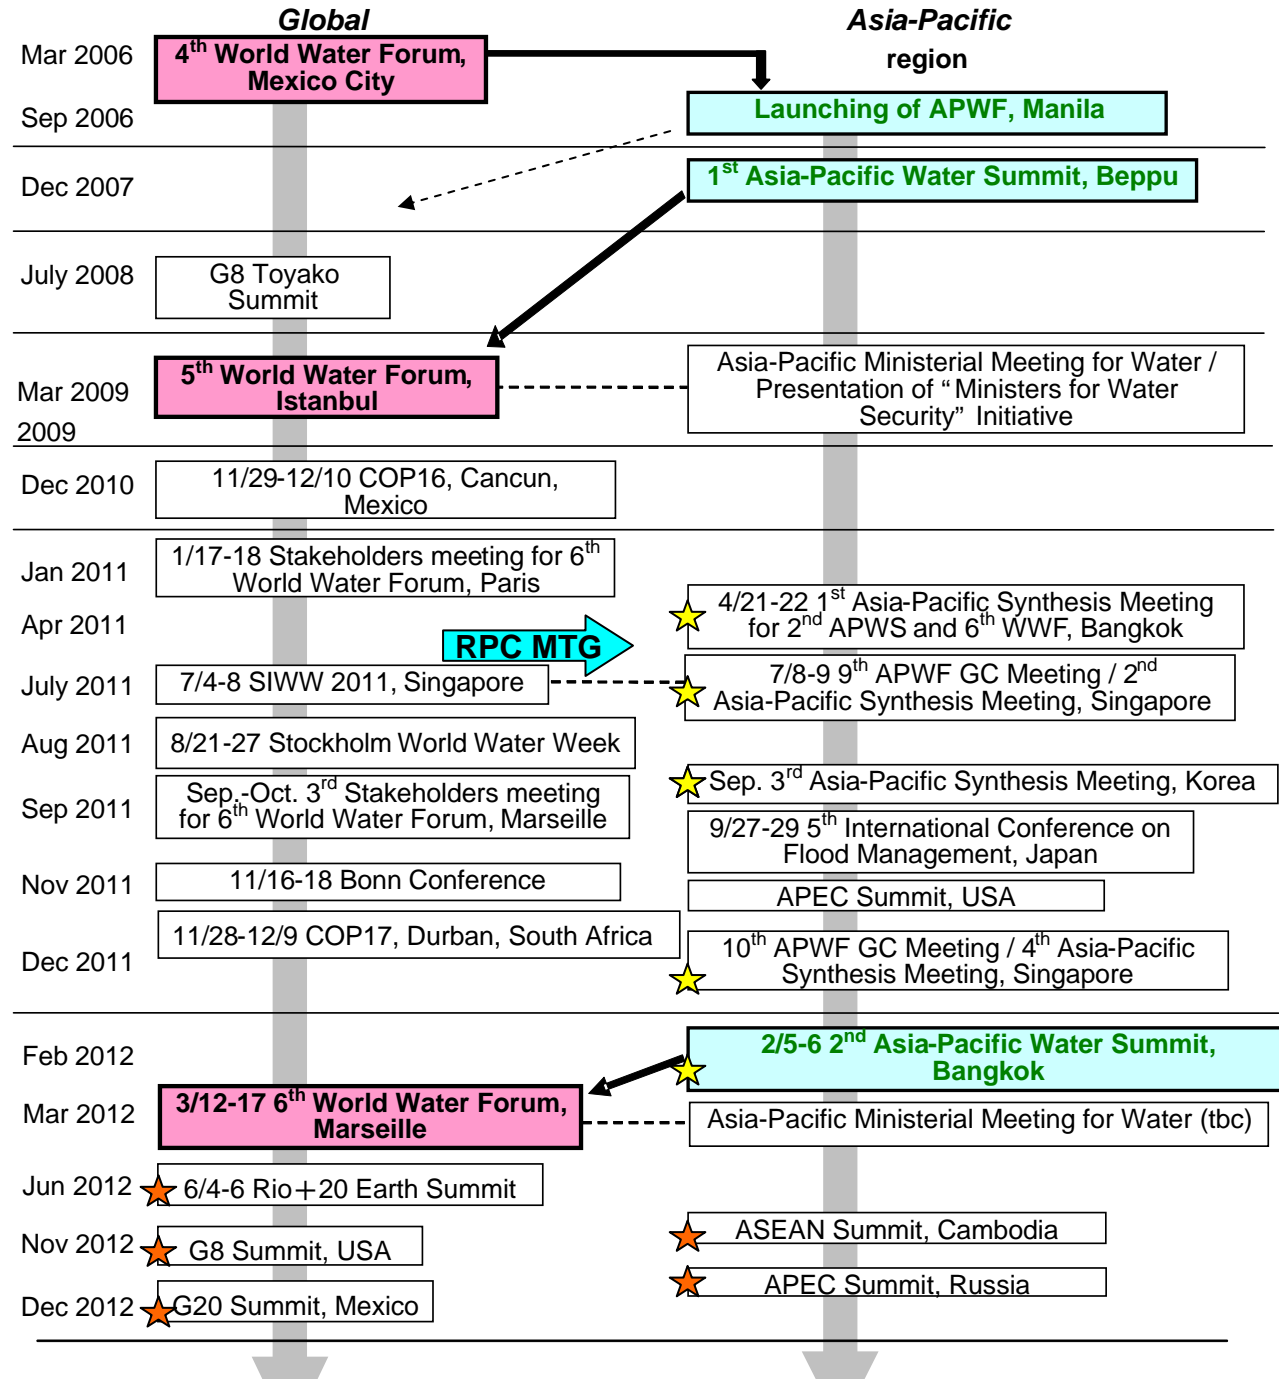 Global
Asia-Pacific
region
Mar 2006
4th World Water Forum,
Mexico City
Sep 2006
Launching of APWF, Manila
Dec 2007
1st Asia-Pacific Water Summit, Beppu
July 2008
G8 Toyako
Summit
Mar 2009
2009
5th World Water Forum,
Istanbul
Asia-Pacific Ministerial Meeting for Water /
Presentation of “Ministers for Water
Security” Initiative
Dec 2010
11/29-12/10 COP16, Cancun,
Mexico
Jan 2011
1/17-18 Stakeholders meeting for 6th
World Water Forum, Paris
Apr 2011
4/21-22 1st Asia-Pacific Synthesis Meeting
for 2nd APWS and 6th WWF, Bangkok
RPC MTG
July 2011
7/4-8 SIWW 2011, Singapore
7/8-9 9th APWF GC Meeting / 2nd
Asia-Pacific Synthesis Meeting, Singapore
Aug 2011
8/21-27 Stockholm World Water Week
Sep 2011
Sep.-Oct. 3rd Stakeholders meeting
for 6th World Water Forum, Marseille
Sep. 3rd Asia-Pacific Synthesis Meeting, Korea
9/27-29 5th International Conference on
Flood Management, Japan
Nov 2011
11/16-18 Bonn Conference
APEC Summit, USA
Dec 2011
11/28-12/9 COP17, Durban, South Africa
10th APWF GC Meeting / 4th Asia-Pacific
Synthesis Meeting, Singapore
Feb 2012
2/5-6 2nd Asia-Pacific Water Summit,
Bangkok
Mar 2012
3/12-17 6th World Water Forum,
Marseille
Asia-Pacific Ministerial Meeting for Water (tbc)
Jun 2012
6/4-6 Rio+20 Earth Summit
Nov 2012
G8 Summit, USA
ASEAN Summit, Cambodia
Dec 2012
G20 Summit, Mexico
APEC Summit, Russia